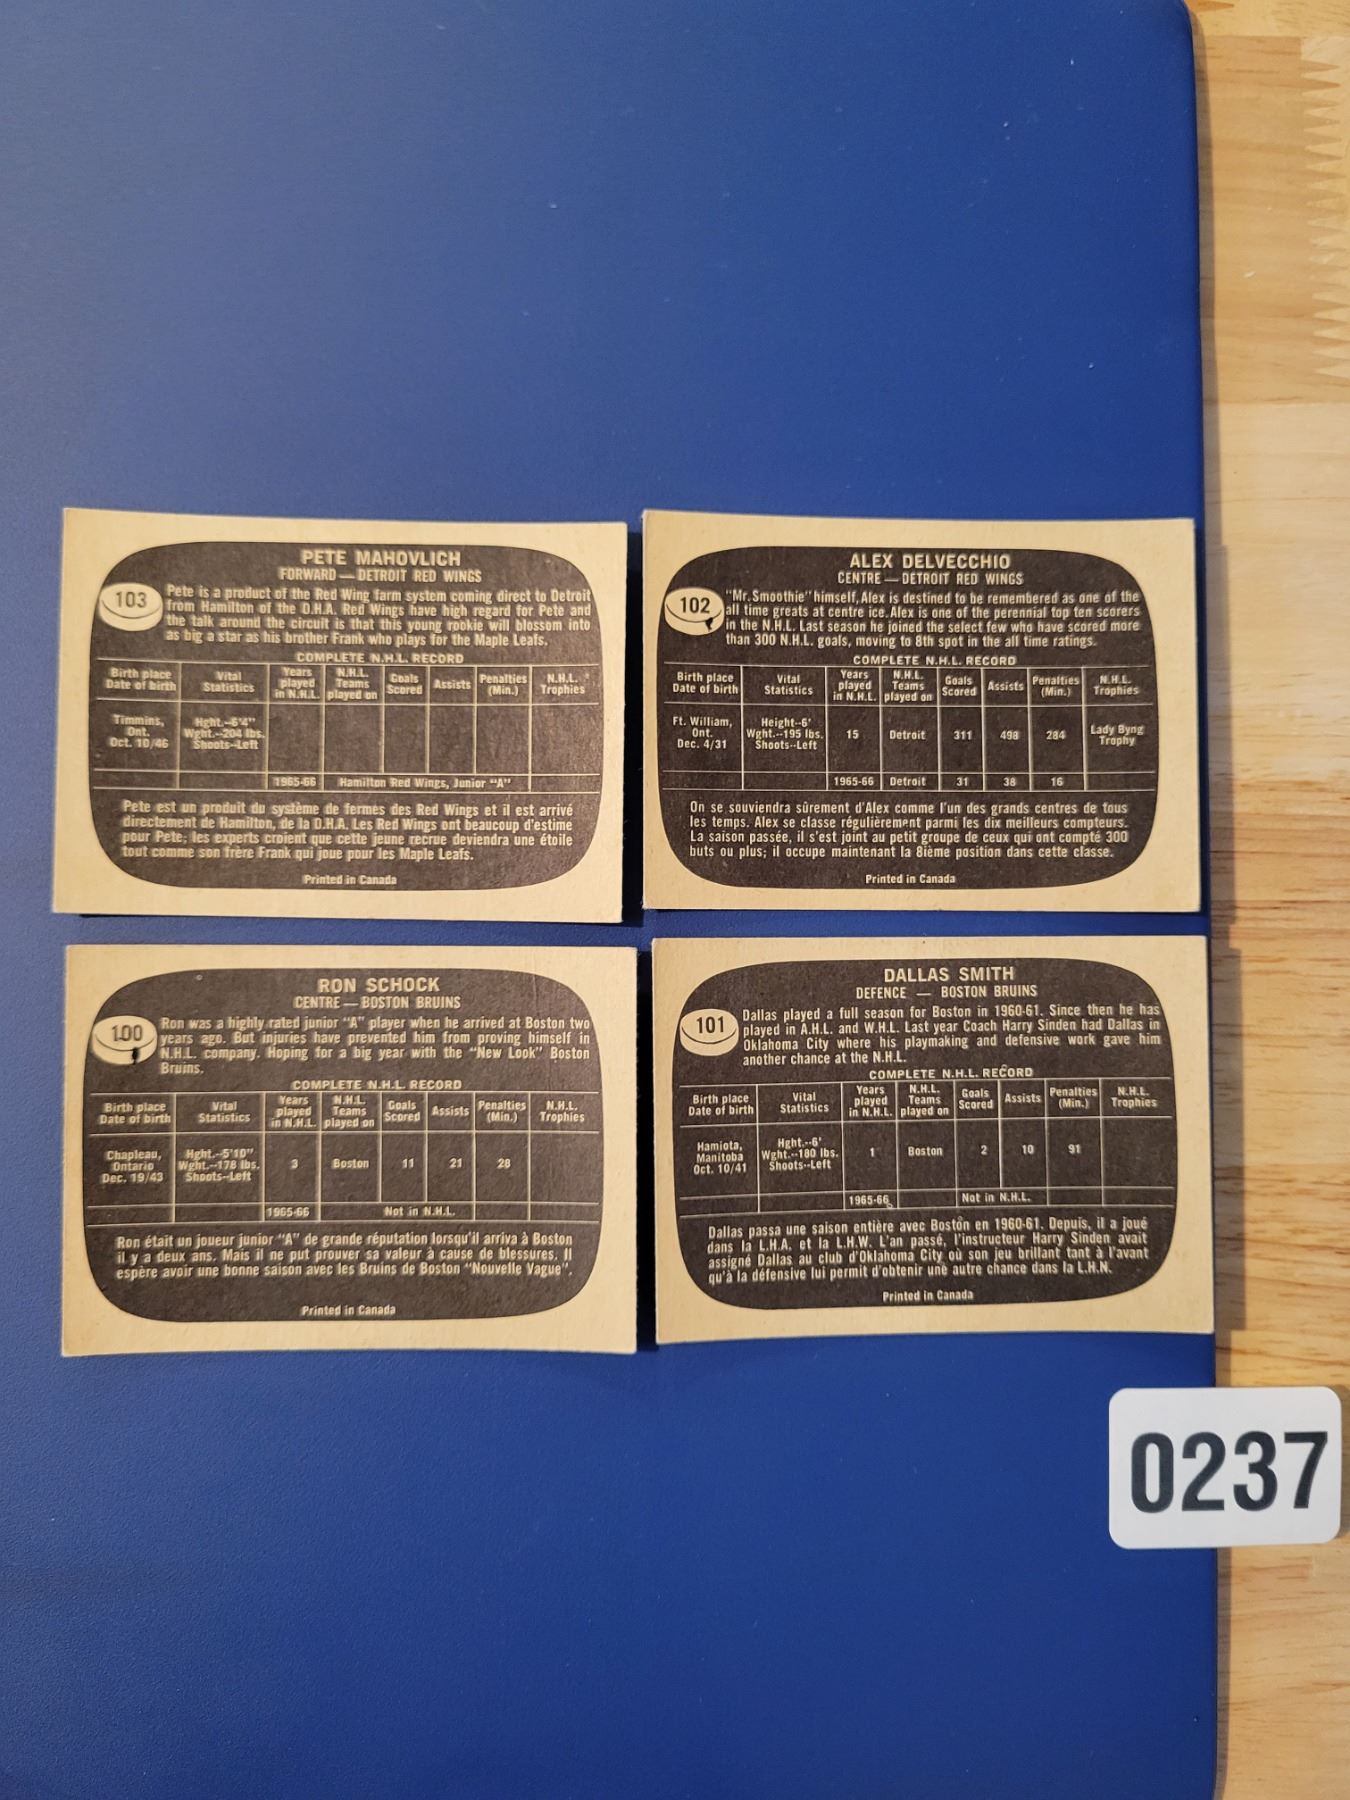 PETE MAHOVLICH
FORWARD — DETROIT RED WINGS
103
Pete is a product of the Red Wing farm system coming direct to Detroit
from Hamilton of the O.H.A. Red Wings have high regard for Pete and
the talk around the circuit is that this young rookie will blossom into
as big a star as his brother Frank who plays for the Maple Leafs.
COMPLETE N.H.L. RECORD
Birth place Date of birth Vital Statistics Years played in N.H.L. N.H.L. Teams played on Goals Scored Assists Penalties (Min.) N.H.L. Trophies
Timmins, Ont. Oct. 10/46 Hght.--6'4" Wght.--204 lbs. Shoots--Left
1965-66 Hamilton Red Wings, Junior "A"
Pete est un produit du système de fermes des Red Wings et il est arrivé
directement de Hamilton, de la O.H.A. Les Red Wings ont beaucoup d'estime
pour Pete; les experts croient que cette jeune recrue deviendra une étoile
tout comme son frère Frank qui joue pour les Maple Leafs.
Printed in Canada
ALEX DELVECCHIO
CENTRE — DETROIT RED WINGS
102
"Mr. Smoothie" himself, Alex is destined to be remembered as one of the
all time greats at centre ice. Alex is one of the perennial top ten scorers
in the N.H.L. Last season he joined the select few who have scored more
than 300 N.H.L. goals, moving to 8th spot in the all time ratings.
COMPLETE N.H.L. RECORD
Birth place Date of birth Vital Statistics Years played in N.H.L. N.H.L. Teams played on Goals Scored Assists Penalties (Min.) N.H.L. Trophies
Ft. William, Ont. Dec. 4/31 Height--6' Wght.--195 lbs. Shoots--Left 15 Detroit 311 498 284 Lady Byng Trophy
1965-66 Detroit 31 38 16
On se souviendra sûrement d'Alex comme l'un des grands centres de tous
les temps. Alex se classe régulièrement parmi les dix meilleurs compteurs.
La saison passée, il s'est joint au petit groupe de ceux qui ont compté 300
buts ou plus; il occupe maintenant la 8ième position dans cette classe.
Printed in Canada
RON SCHOCK
CENTRE — BOSTON BRUINS
100
Ron was a highly rated junior "A" player when he arrived at Boston two
years ago. But injuries have prevented him from proving himself in
N.H.L. company. Hoping for a big year with the "New Look" Boston
Bruins.
COMPLETE N.H.L. RECORD
Birth place Date of birth Vital Statistics Years played in N.H.L. N.H.L. Teams played on Goals Scored Assists Penalties (Min.) N.H.L. Trophies
Chapleau, Ontario Dec. 19/43 Hght.--5'10" Wght.--178 lbs. Shoots--Left 3 Boston 11 21 28
1965-66 Not in N.H.L.
Ron était un joueur junior "A" de grande réputation lorsqu'il arriva à Boston
il y a deux ans. Mais il ne put prouver sa valeur à cause de blessures. Il
espère avoir une bonne saison avec les Bruins de Boston "Nouvelle Vague".
Printed in Canada
DALLAS SMITH
DEFENCE — BOSTON BRUINS
101
Dallas played a full season for Boston in 1960-61. Since then he has
played in A.H.L. and W.H.L. Last year Coach Harry Sinden had Dallas in
Oklahoma City where his playmaking and defensive work gave him
another chance at the N.H.L.
COMPLETE N.H.L. RECORD
Birth place Date of birth Vital Statistics Years played in N.H.L. N.H.L. Teams played on Goals Scored Assists Penalties (Min.) N.H.L. Trophies
Hamiota, Manitoba Oct. 10/41 Hght.--6' Wght.--180 lbs. Shoots--Left 1 Boston 2 10 91
1965-66 Not in N.H.L.
Dallas passa une saison entière avec Boston en 1960-61. Depuis, il a joué
dans la L.H.A. et la L.H.W. L'an passé, l'instructeur Harry Sinden avait
assigné Dallas au club d'Oklahoma City où son jeu brillant tant à l'avant
qu'à la défensive lui permit d'obtenir une autre chance dans la L.H.N.
Printed in Canada
0237